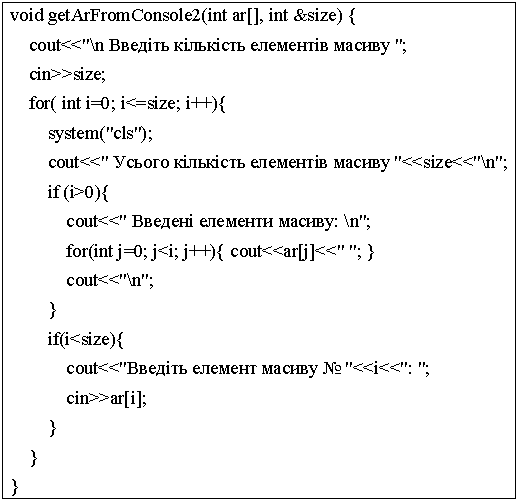 void getArFromConsole2(int ar[], int &size) {
cout<<"\n Введіть кількість елементів масиву ";
cin>>size;
for( int i=0; i<=size; i++){
system("cls");
cout<<" Усього кількість елементів масиву "<<size<<"\n";
if (i>0){
cout<<" Введені елементи масиву: \n";
for(int j=0; j<i; j++){ cout<<ar[j]<<" "; }
cout<<"\n";
}
if(i<size){
cout<<"Введіть елемент масиву № "<<i<<": ";
cin>>ar[i];
}
}
}